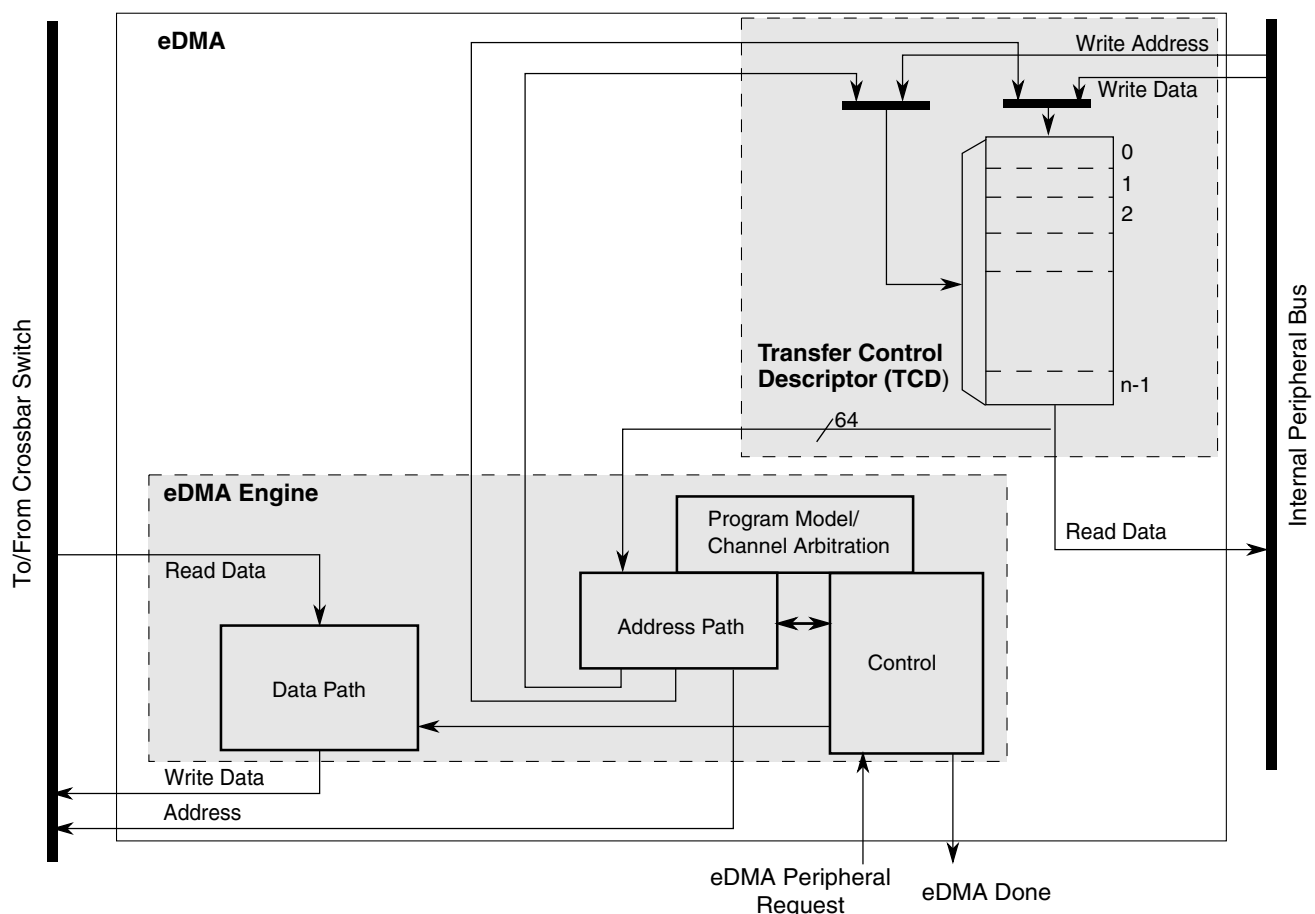 eDMA
Write Address
Write Data
0
1
2
n-1
Transfer Control
Descriptor (TCD)
64
To/From Crossbar Switch
Internal Peripheral Bus
eDMA Engine
Program Model/
Channel Arbitration
Read Data
Read Data
Address Path
Control
Data Path
Write Data
Address
eDMA Peripheral
Request
eDMA Done